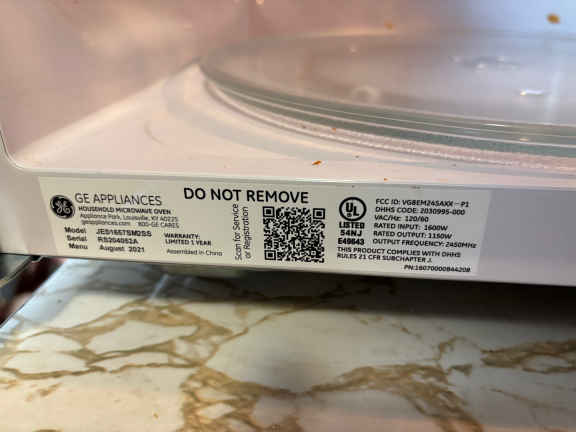 GE APPLIANCES
HOUSEHOLD MICROWAVE OVEN
Appliance Park, Louisville, KY 40225
geappliances.com 800-GE CARES
Model JES1657SM2SS
Serial RS204052A
Manu August 2021
WARRANTY:
LIMITED 1 YEAR
Assembled in China
DO NOT REMOVE
Scan for Service
or Registration
UL
LISTED
54NJ
E49643
FCC ID: VG8EM245AXX-P1
DHHS CODE: 2030995-000
VAC/Hz: 120/60
RATED INPUT: 1600W
RATED OUTPUT: 1150W
OUTPUT FREQUENCY: 2450MHz
THIS PRODUCT COMPLIES WITH DHHS
RULES 21 CFR SUBCHAPTER J.
PN:16070000B44208